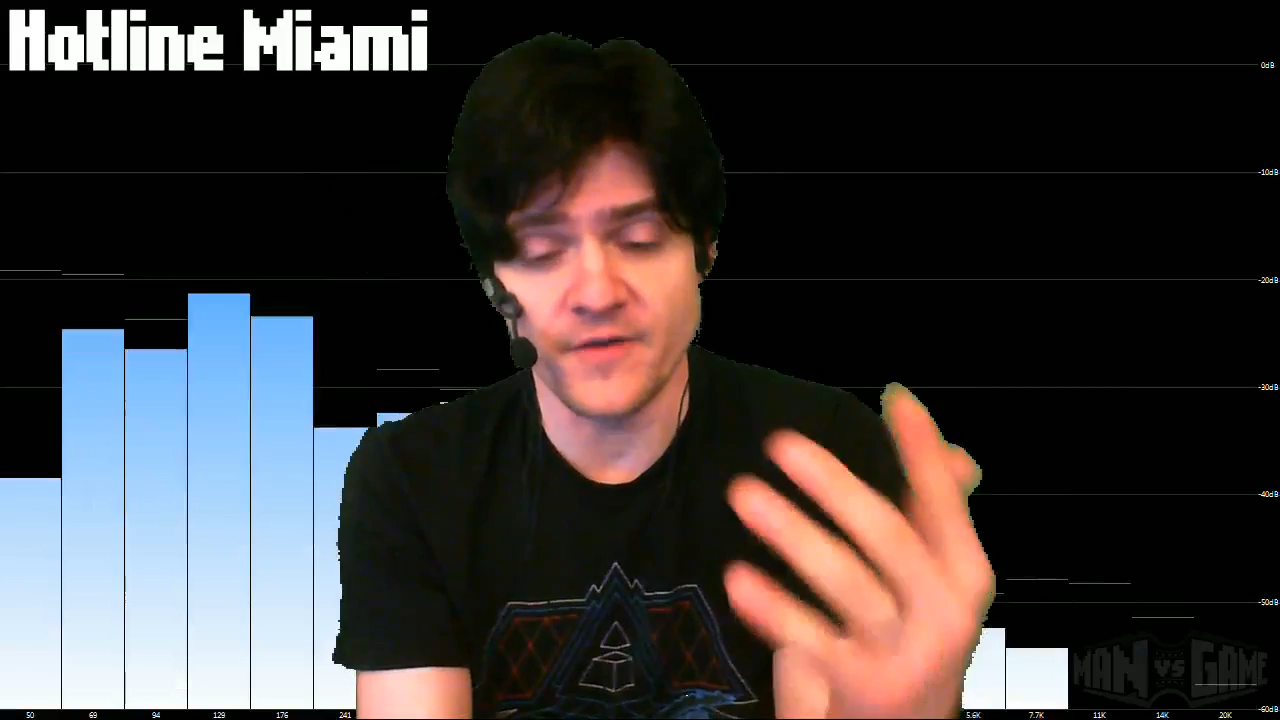 Hotline Miami
0dB
-10dB
-20dB
-30dB
-40dB
-50dB
-60dB
MAN VS GAME
50 69 94 129 176 241 5.6K 7.7K 11K 14K 20K